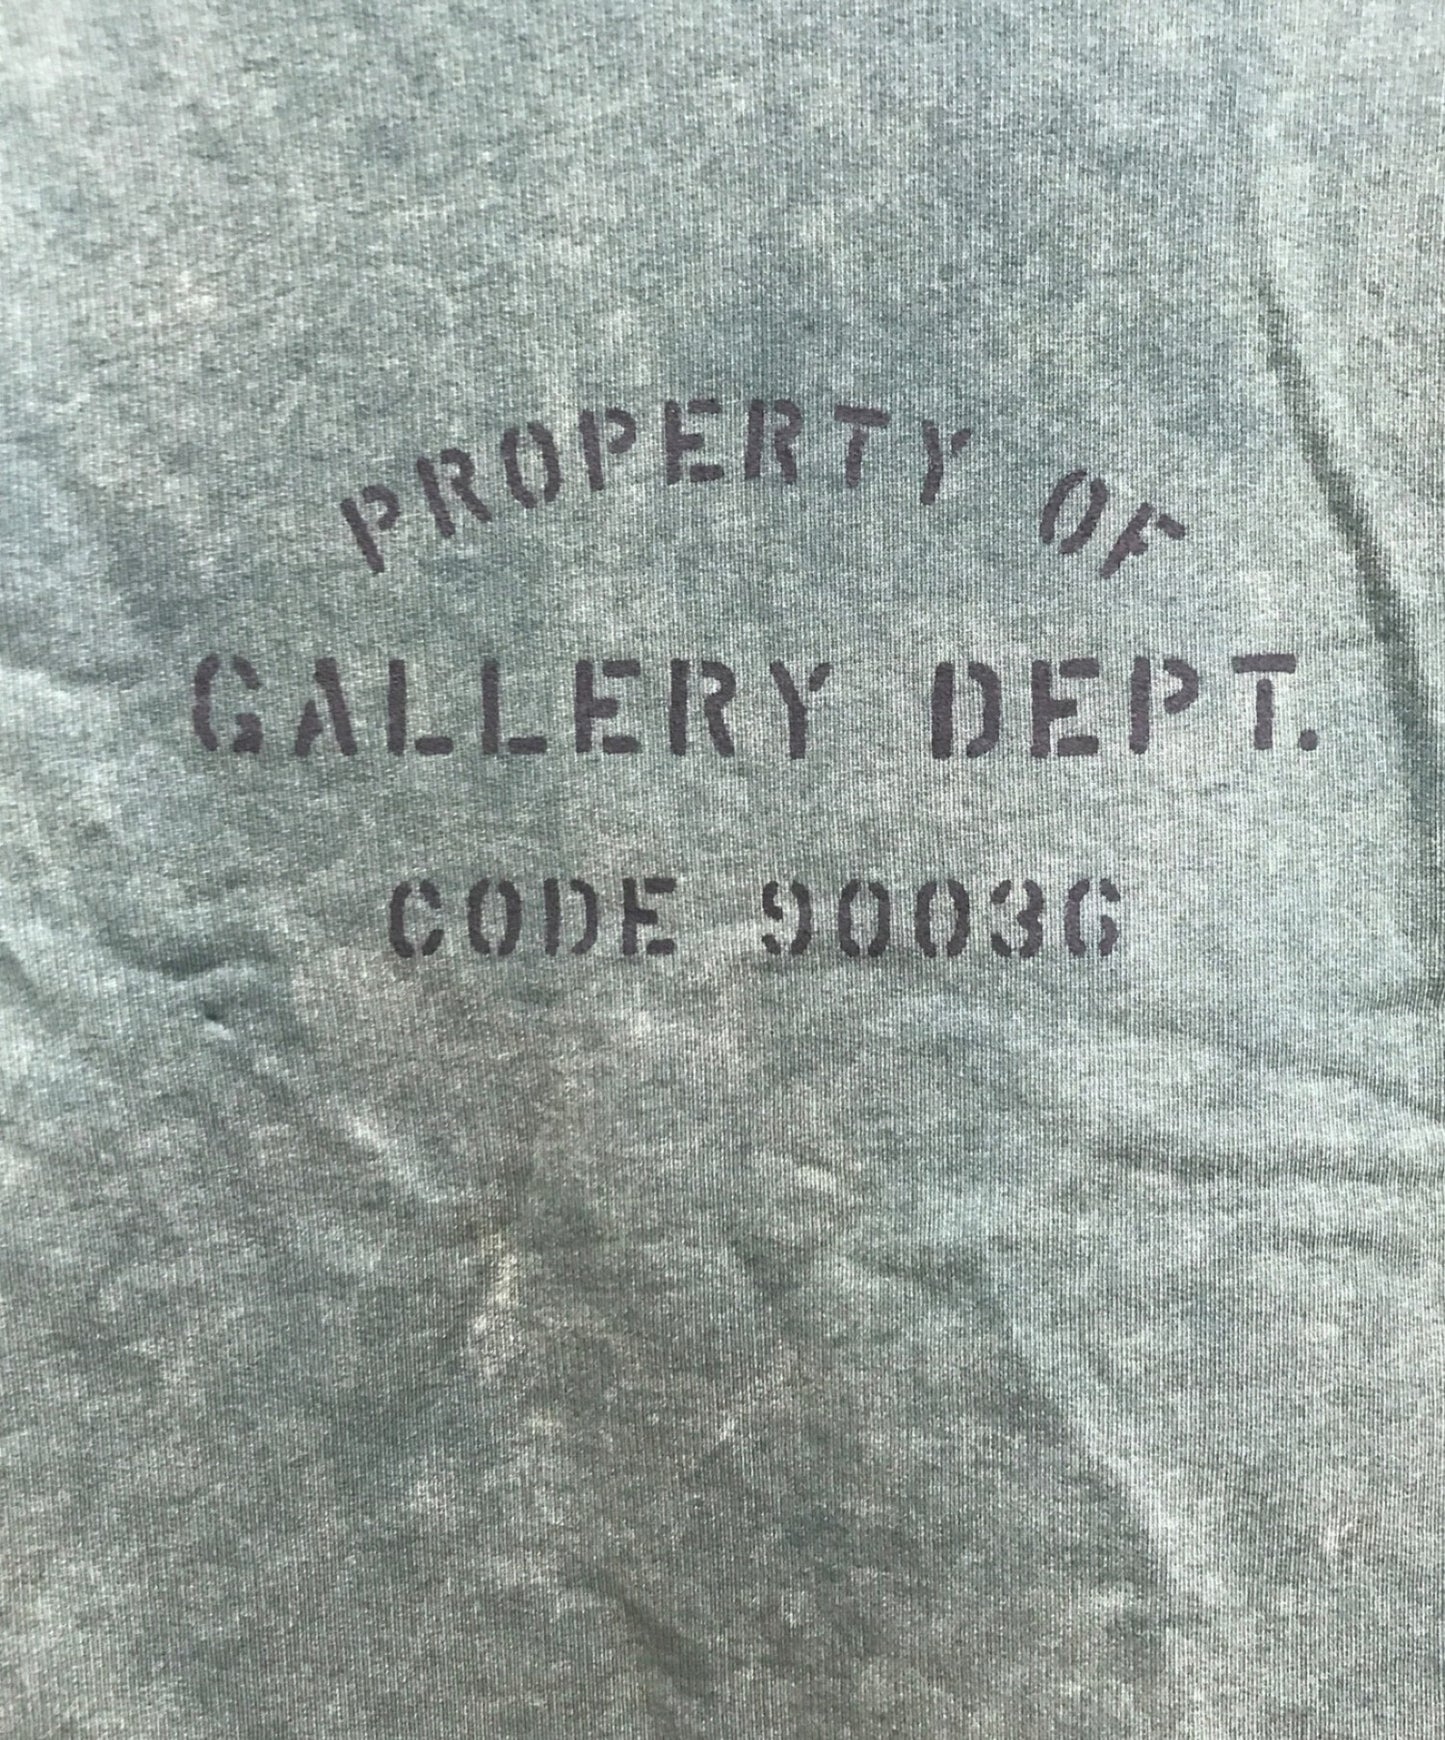 PROPERTY OF
GALLERY DEPT.
CODE 90036